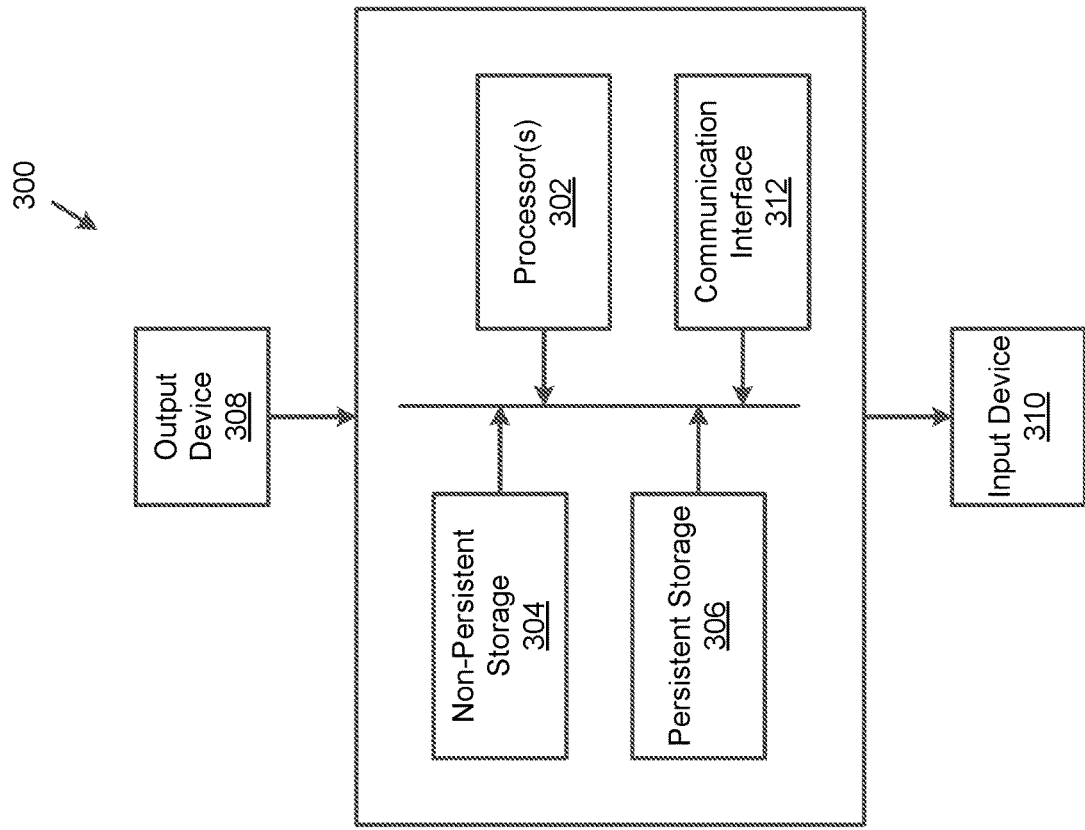 300
Output
Device
308
Non-Persistent
Storage
304
Processor(s)
302
Persistent Storage
306
Communication
Interface
312
Input Device
310